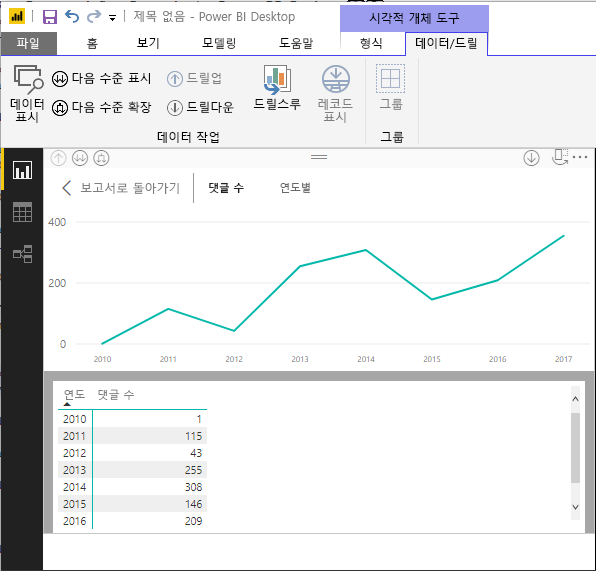 제목 없음 - Power BI Desktop
시각적 개체 도구
파일 홈 보기 모델링 도움말 형식 데이터/드릴
데이터 표시
다음 수준 표시
다음 수준 확장
드릴업
드릴다운
드릴스루
레코드 표시
그룹
데이터 작업
그룹
보고서로 돌아가기 댓글 수 연도별
400
200
0
2010 2011 2012 2013 2014 2015 2016 2017
연도 댓글 수
2010 1
2011 115
2012 43
2013 255
2014 308
2015 146
2016 209